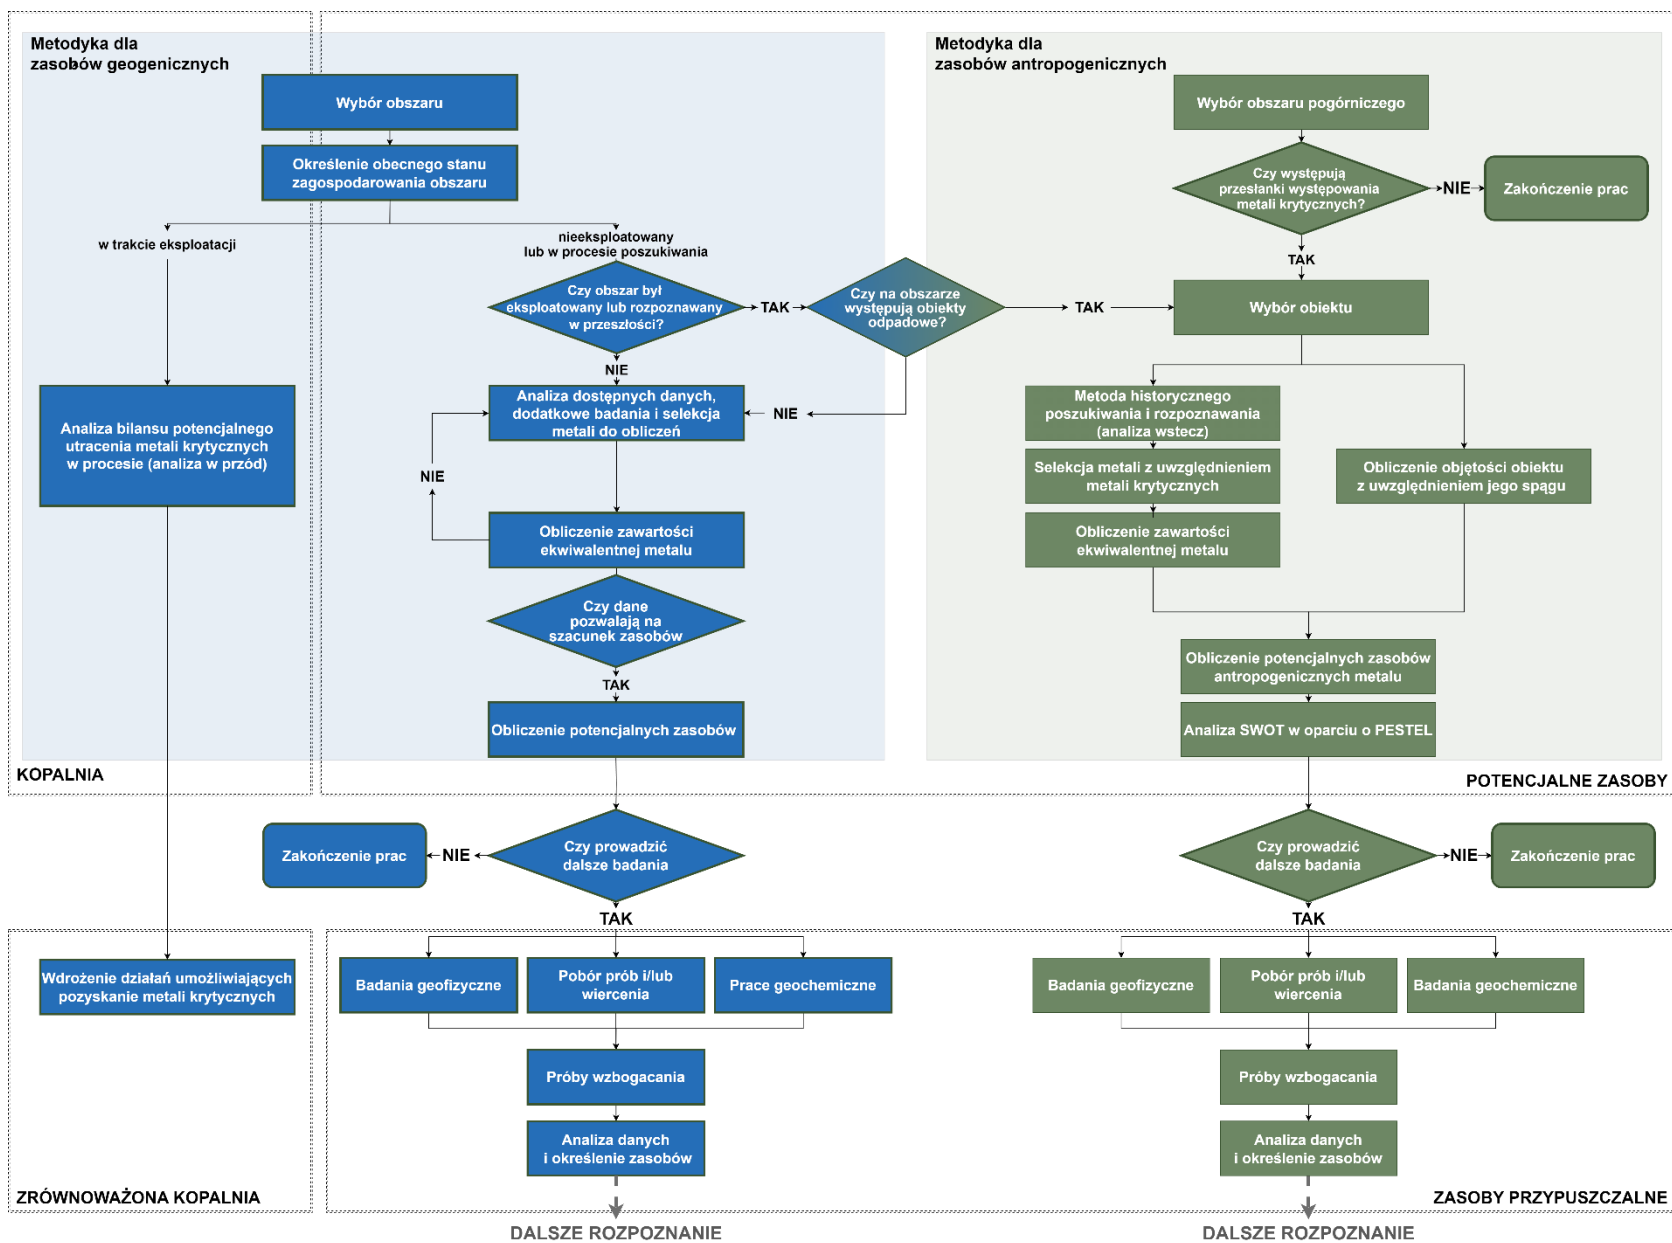 Metodyka dla
zasobów geogenicznych
Wybór obszaru
Określenie obecnego stanu
zagospodarowania obszaru
w trakcie eksploatacji
nieeksploatowany
lub w procesie poszukiwania
Czy obszar był
eksploatowany lub rozpoznawany
w przeszłości?
TAK
Czy na obszarze
występują obiekty
odpadowe?
TAK
NIE
NIE
Analiza dostępnych danych,
dodatkowe badania i selekcja
metali do obliczeń
NIE
Analiza bilansu potencjalnego
utracenia metali krytycznych
w procesie (analiza w przód)
Obliczenie zawartości
ekwiwalentnej metalu
Czy dane
pozwalają na
szacunek zasobów
TAK
Obliczenie potencjalnych zasobów
KOPALNIA
Metodyka dla
zasobów antropogenicznych
Wybór obszaru pogórniczego
Czy występują
przesłanki występowania
metali krytycznych?
NIE
Zakończenie prac
TAK
Wybór obiektu
Metoda historycznego
poszukiwania i rozpoznawania
(analiza wstecz)
Selekcja metali z uwzględnieniem
metali krytycznych
Obliczenie zawartości
ekwiwalentnej metalu
Obliczenie objętości obiektu
z uwzględnieniem jego spągu
Obliczenie potencjalnych zasobów
antropogenicznych metalu
Analiza SWOT w oparciu o PESTEL
POTENCJALNE ZASOBY
Zakończenie prac
NIE
Czy prowadzić
dalsze badania
TAK
Czy prowadzić
dalsze badania
NIE
Zakończenie prac
TAK
Wdrożenie działań umożliwiających
pozyskanie metali krytycznych
ZRÓWNOWAŻONA KOPALNIA
Badania geofizyczne
Pobór prób i/lub
wiercenia
Prace geochemiczne
Próby wzbogacania
Analiza danych
i określenie zasobów
DALSZE ROZPOZNANIE
Badania geofizyczne
Pobór prób i/lub
wiercenia
Badania geochemiczne
Próby wzbogacania
Analiza danych
i określenie zasobów
ZASOBY PRZYPUSZCZALNE
DALSZE ROZPOZNANIE